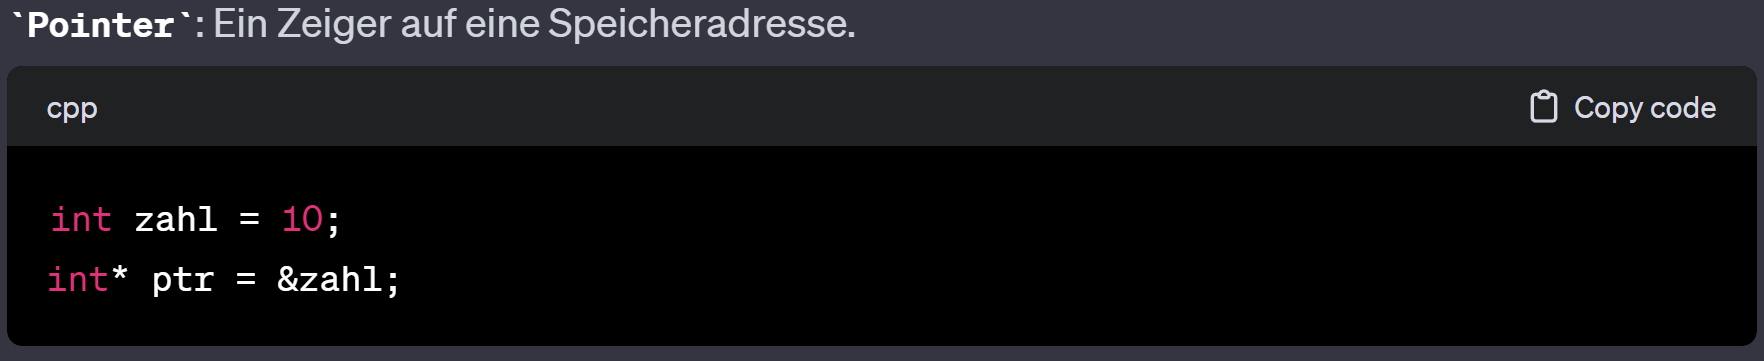 `Pointer`: Ein Zeiger auf eine Speicheradresse.
cpp
Copy code
int zahl = 10;
int* ptr = &zahl;